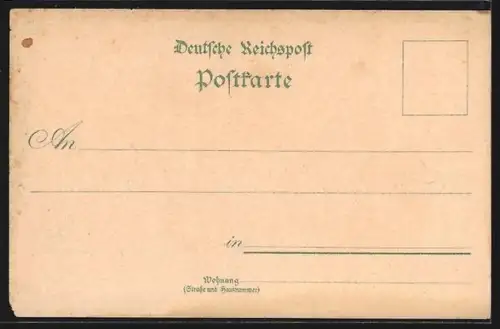 Deutsche Reichspost
Postkarte
An
in
Wohnung
(Straße und Hausnummer)